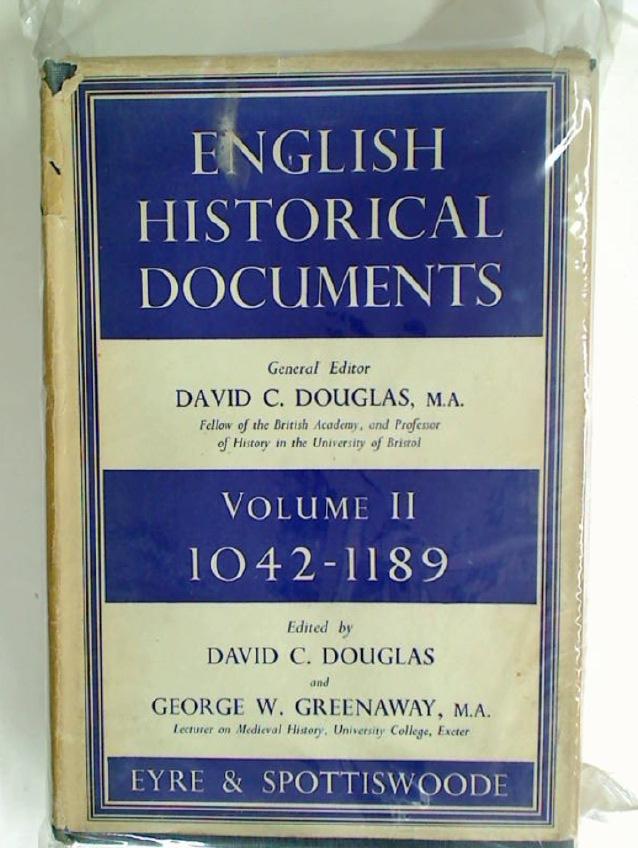 ENGLISH
HISTORICAL
DOCUMENTS
General Editor
DAVID C. DOUGLAS, M.A.
Fellow of the British Academy, and Professor
of History in the University of Bristol
VOLUME II
1042-1189
Edited by
DAVID C. DOUGLAS
and
GEORGE W. GREENAWAY, M.A.
Lecturer on Medieval History, University College, Exeter
EYRE & SPOTTISWOODE